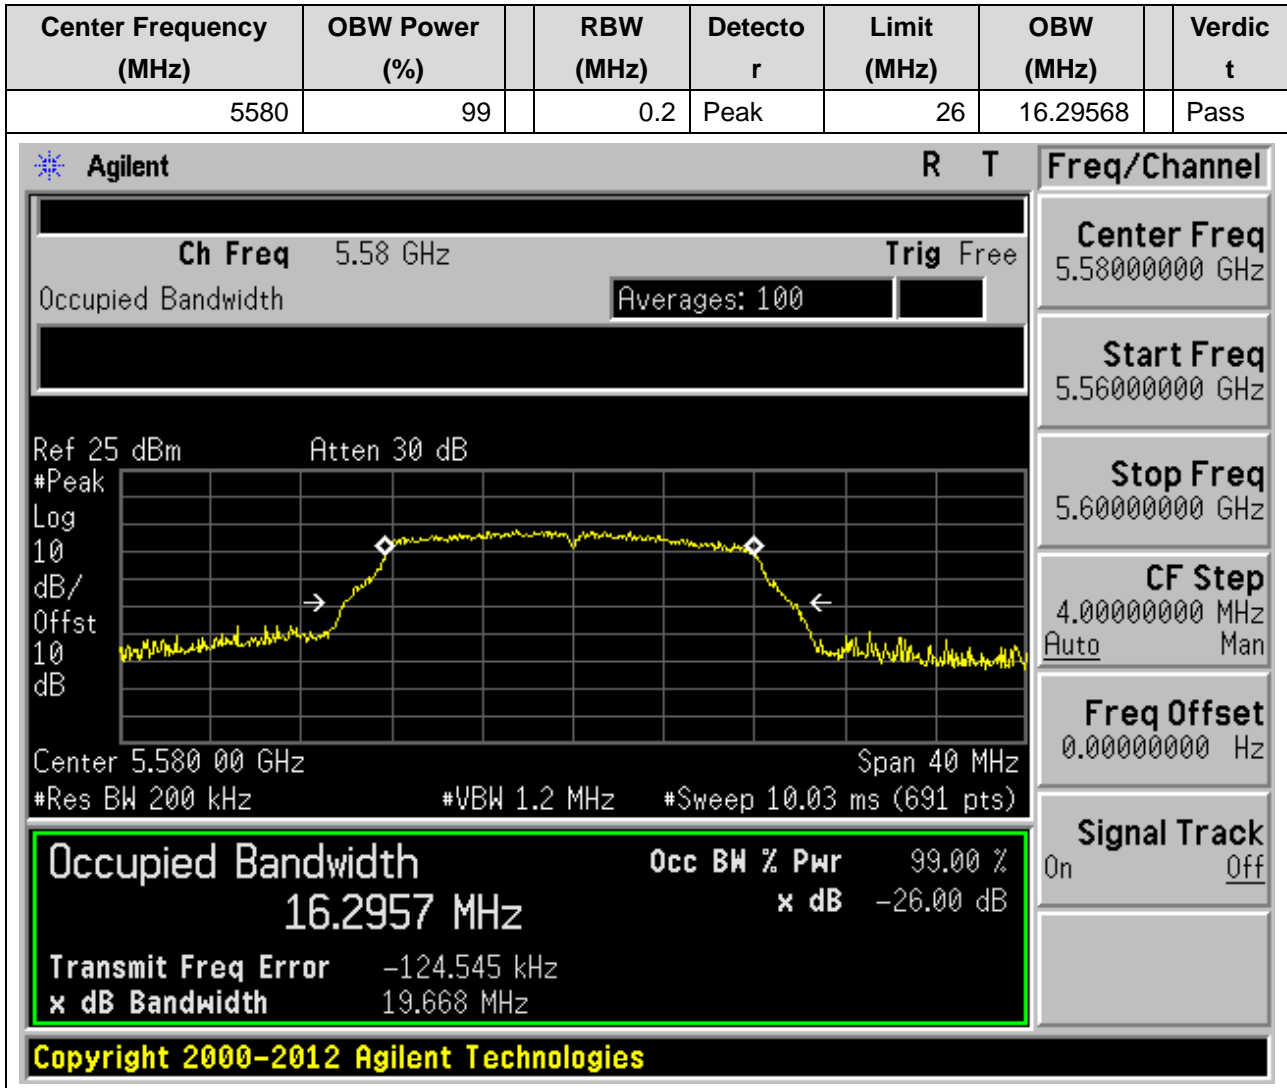 Center Frequency OBW Power RBW Detecto Limit OBW Verdic
(MHz) (%) (MHz) r (MHz) (MHz) t
5580 99 0.2 Peak 26 16.29568 Pass
Agilent R T Freq/Channel
Ch Freq 5.58 GHz Trig Free
Occupied Bandwidth Averages: 100
Center Freq
5.58000000 GHz
Start Freq
5.56000000 GHz
Stop Freq
5.60000000 GHz
CF Step
4.00000000 MHz
Auto Man
Freq Offset
0.00000000 Hz
Signal Track
On Off
Ref 25 dBm Atten 30 dB
#Peak
Log
10
dB/
Offst
10
dB
Center 5.580 00 GHz Span 40 MHz
#Res BW 200 kHz #VBW 1.2 MHz #Sweep 10.03 ms (691 pts)
Occupied Bandwidth Occ BW % Pwr 99.00 %
16.2957 MHz x dB -26.00 dB
Transmit Freq Error -124.545 kHz
x dB Bandwidth 19.668 MHz
Copyright 2000-2012 Agilent Technologies